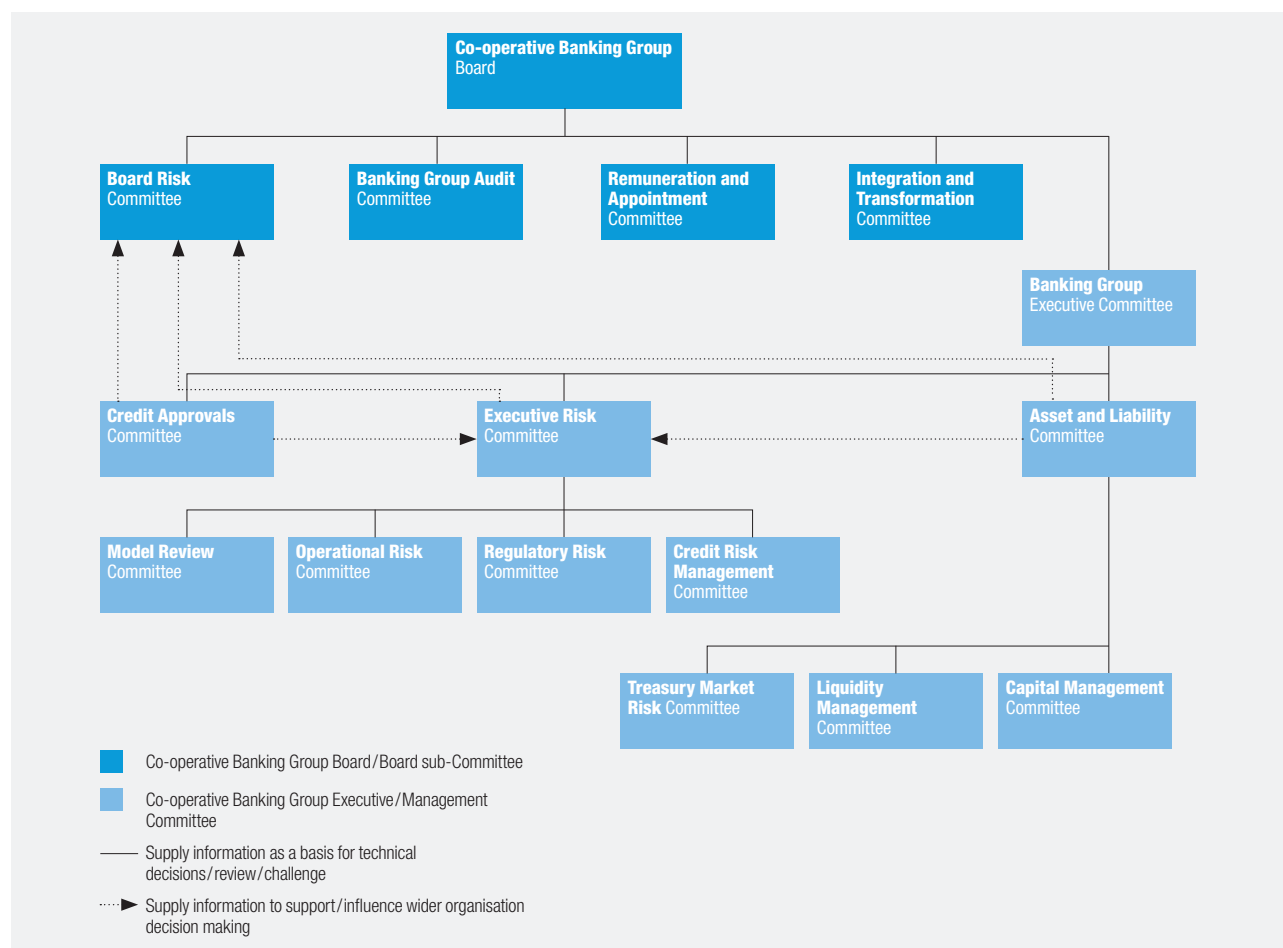 Co-operative Banking Group
Board
Board Risk
Committee
Banking Group Audit
Committee
Remuneration and
Appointment
Committee
Integration and
Transformation
Committee
Banking Group
Executive Committee
Credit Approvals
Committee
Executive Risk
Committee
Asset and Liability
Committee
Model Review
Committee
Operational Risk
Committee
Regulatory Risk
Committee
Credit Risk
Management
Committee
Treasury Market
Risk Committee
Liquidity
Management
Committee
Capital Management
Committee
Co-operative Banking Group Board/Board sub-Committee
Co-operative Banking Group Executive/Management
Committee
Supply information as a basis for technical
decisions/review/challenge
Supply information to support/influence wider organisation
decision making